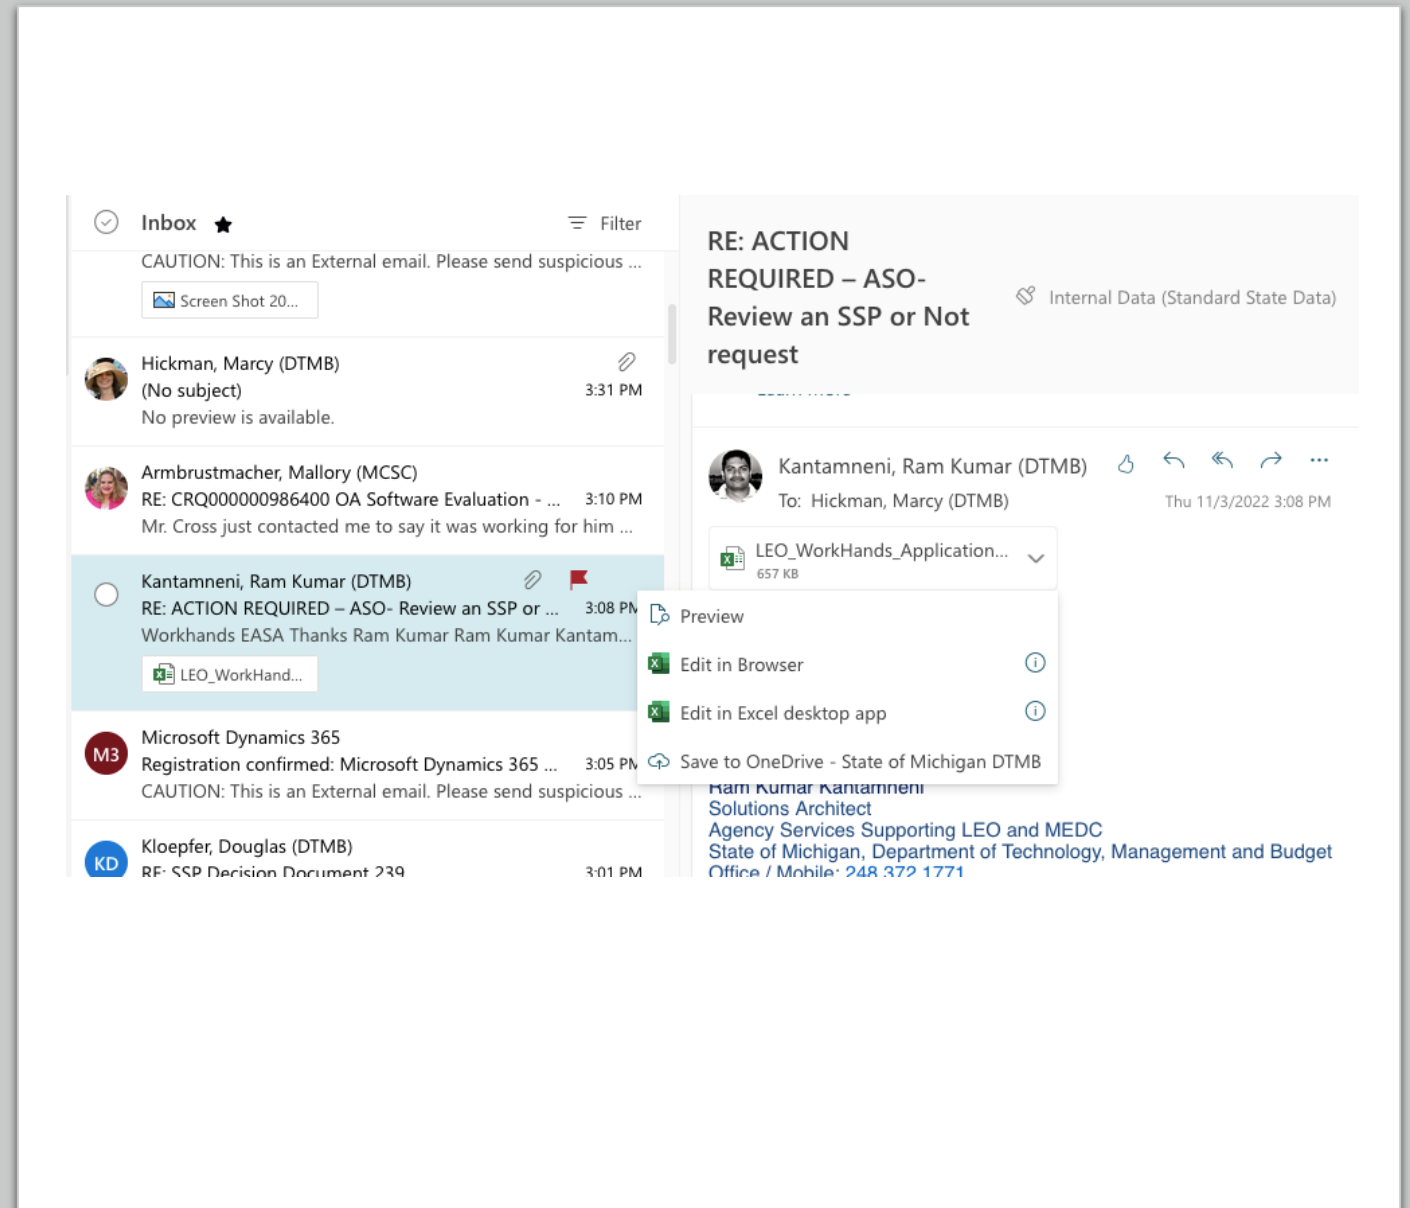 Inbox
Filter
CAUTION: This is an External email. Please send suspicious ...
Screen Shot 20...
Hickman, Marcy (DTMB)
(No subject)
3:31 PM
No preview is available.
Armbrustmacher, Mallory (MCSC)
RE: CRQ000000986400 OA Software Evaluation - ...
3:10 PM
Mr. Cross just contacted me to say it was working for him ...
Kantamneni, Ram Kumar (DTMB)
RE: ACTION REQUIRED – ASO- Review an SSP or ...
3:08 PM
Workhands EASA Thanks Ram Kumar Ram Kumar Kantam...
LEO_WorkHand...
M3
Microsoft Dynamics 365
Registration confirmed: Microsoft Dynamics 365 ...
3:05 PM
CAUTION: This is an External email. Please send suspicious ...
KD
Kloepfer, Douglas (DTMB)
RE: SSP Decision Document 239
3:01 PM
RE: ACTION
REQUIRED – ASO-
Review an SSP or Not
request
Internal Data (Standard State Data)
Learn more
Kantamneni, Ram Kumar (DTMB)
To: Hickman, Marcy (DTMB)
Thu 11/3/2022 3:08 PM
LEO_WorkHands_Application...
657 KB
Preview
Edit in Browser
Edit in Excel desktop app
Save to OneDrive - State of Michigan DTMB
Ram Kumar Kantamneni
Solutions Architect
Agency Services Supporting LEO and MEDC
State of Michigan, Department of Technology, Management and Budget
Office / Mobile: 248.372.1771